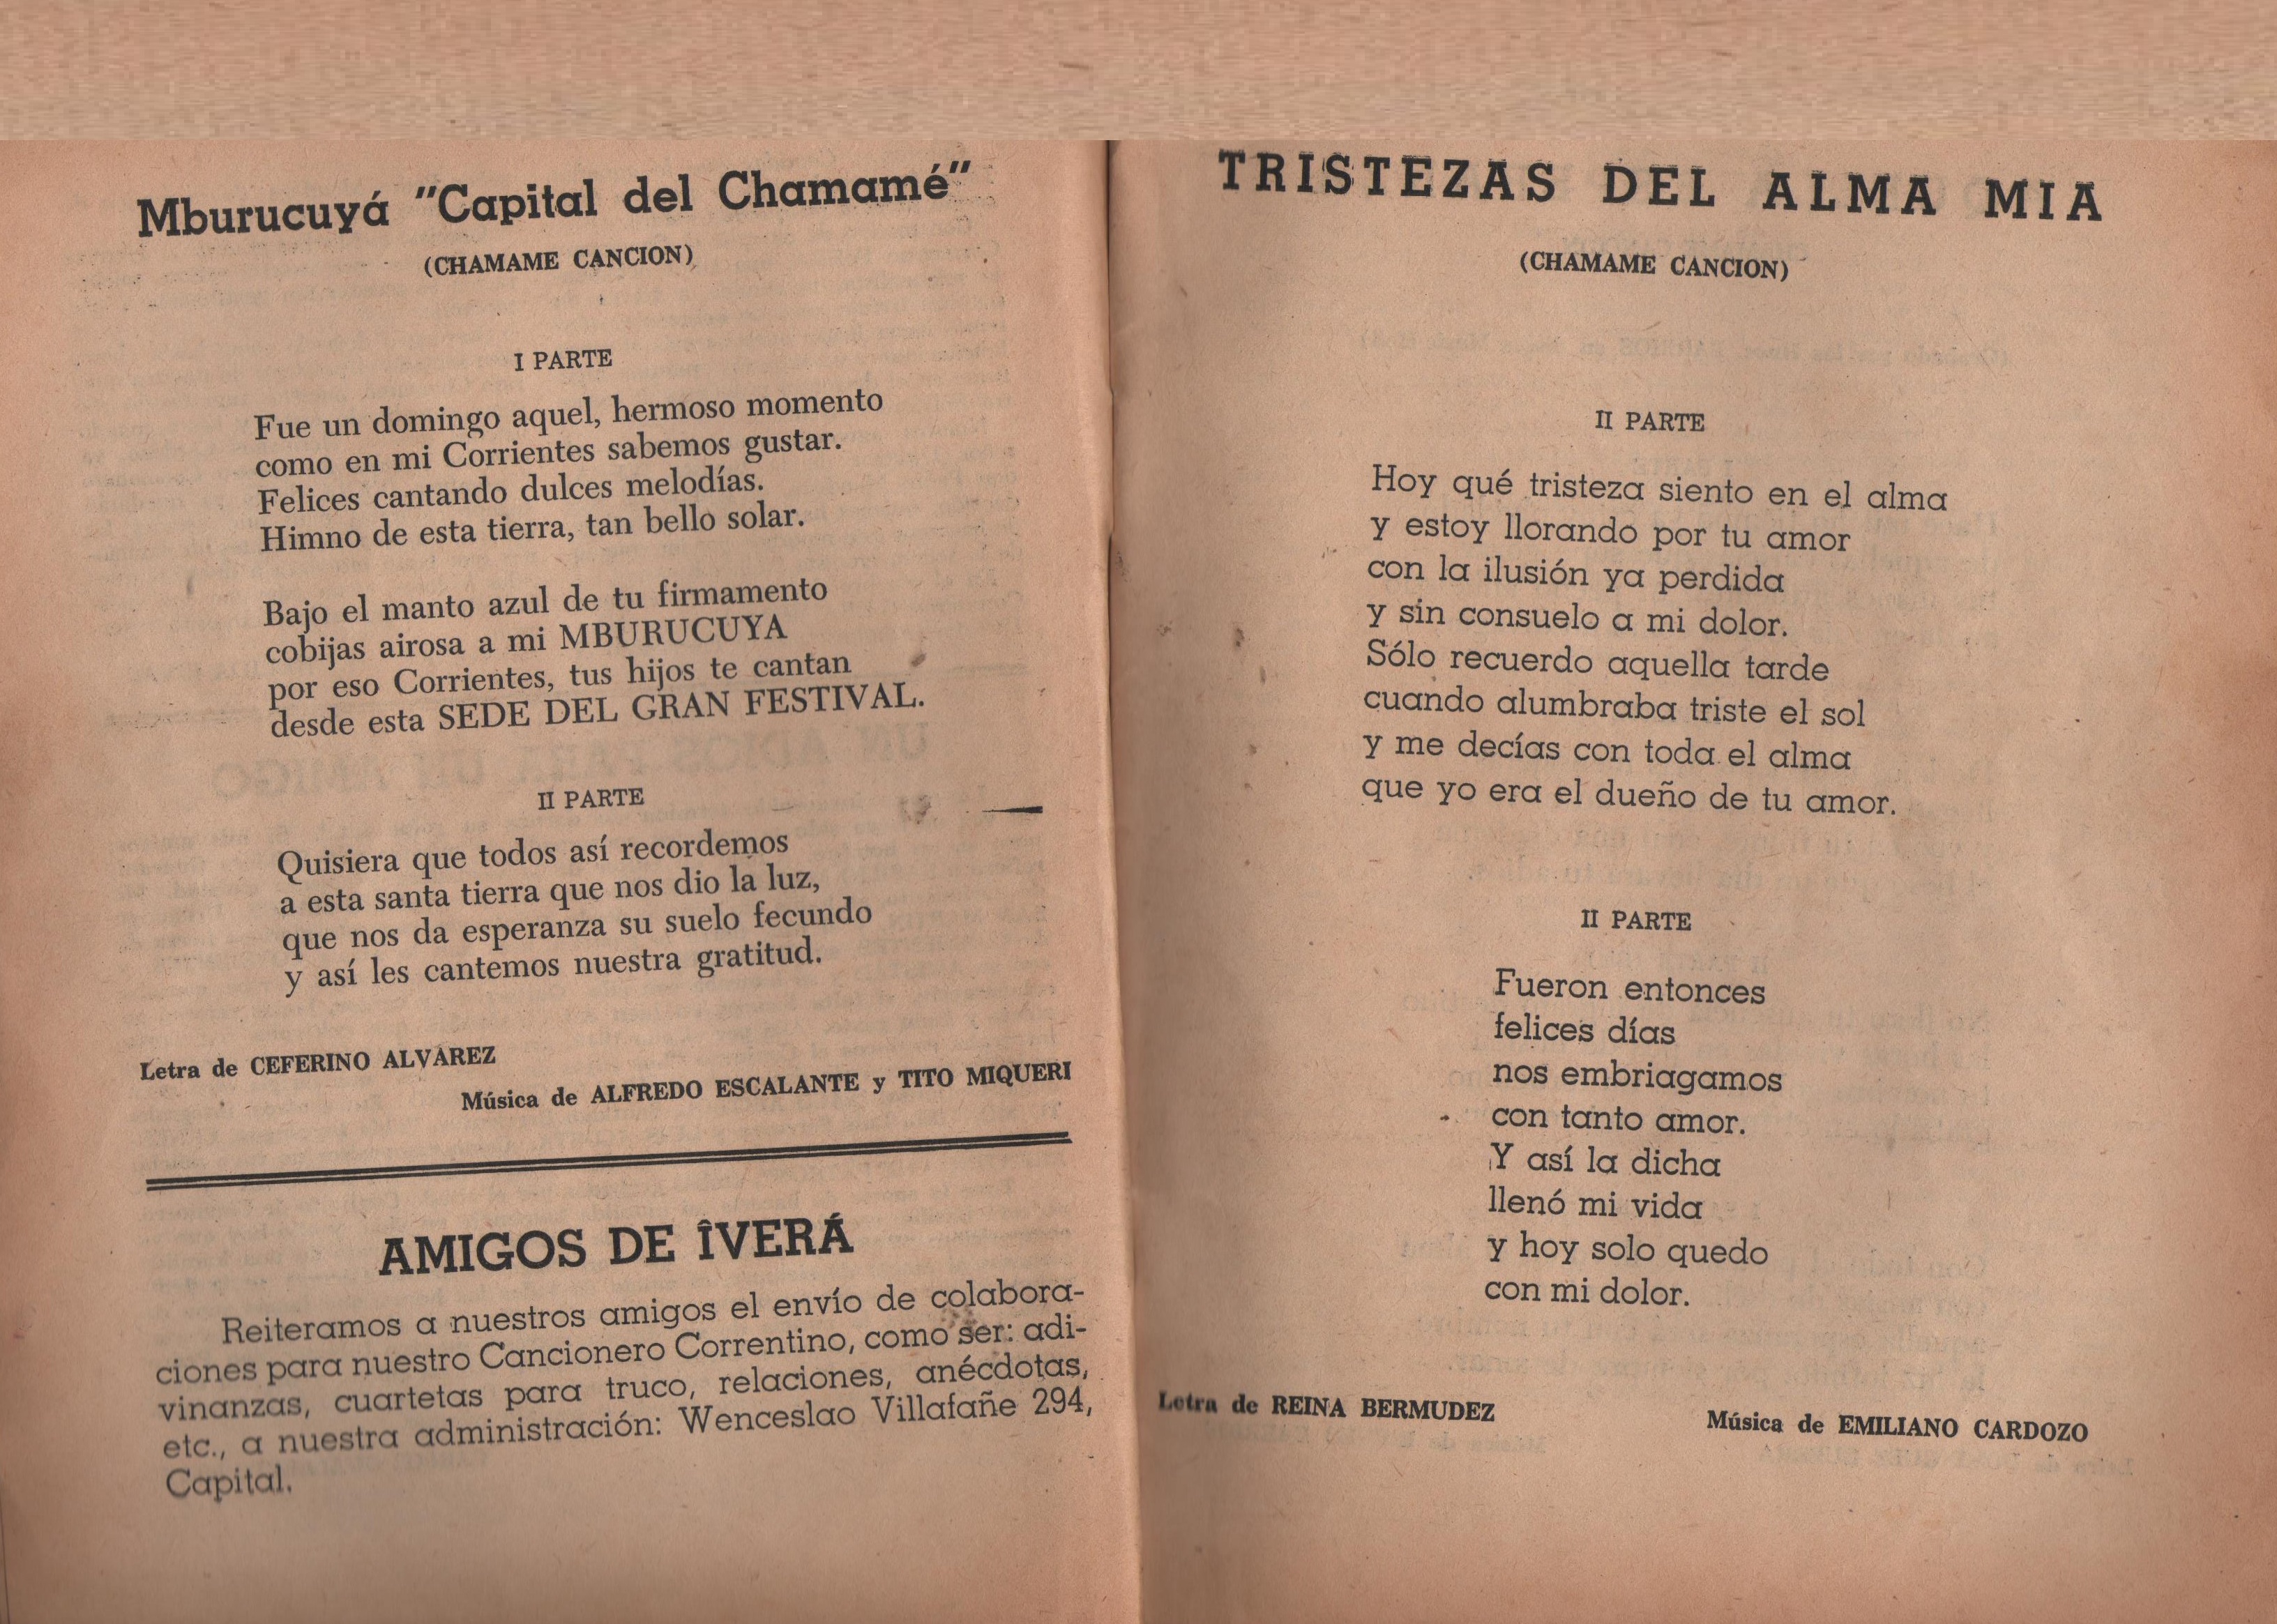 Mburucuyá "Capital del Chamamé"
(CHAMAME CANCION)
I PARTE
Fue un domingo aquel, hermoso momento
como en mi Corrientes sabemos gustar.
Felices cantando dulces melodías.
Himno de esta tierra, tan bello solar.
Bajo el manto azul de tu firmamento
cobijas airosa a mi MBURUCUYA
por eso Corrientes, tus hijos te cantan
desde esta SEDE DEL GRAN FESTIVAL.
II PARTE
Quisiera que todos así recordemos
a esta santa tierra que nos dio la luz,
que nos da esperanza su suelo fecundo
y así les cantemos nuestra gratitud.
Letra de CEFERINO ALVAREZ
Música de ALFREDO ESCALANTE y TITO MIQUERI
AMIGOS DE ÎVERÁ
Reiteramos a nuestros amigos el envío de colabora-
ciones para nuestro Cancionero Correntino, como ser: adi-
vinanzas, cuartetas para truco, relaciones, anécdotas,
etc., a nuestra administración: Wenceslao Villafañe 294,
Capital.
TRISTEZAS DEL ALMA MIA
(CHAMAME CANCION)
II PARTE
Hoy qué tristeza siento en el alma
y estoy llorando por tu amor
con la ilusión ya perdida
y sin consuelo a mi dolor.
Sólo recuerdo aquella tarde
cuando alumbraba triste el sol
y me decías con toda el alma
que yo era el dueño de tu amor.
II PARTE
Fueron entonces
felices días
nos embriagamos
con tanto amor.
Y así la dicha
llenó mi vida
y hoy solo quedo
con mi dolor.
Letra de REINA BERMUDEZ
Música de EMILIANO CARDOZO